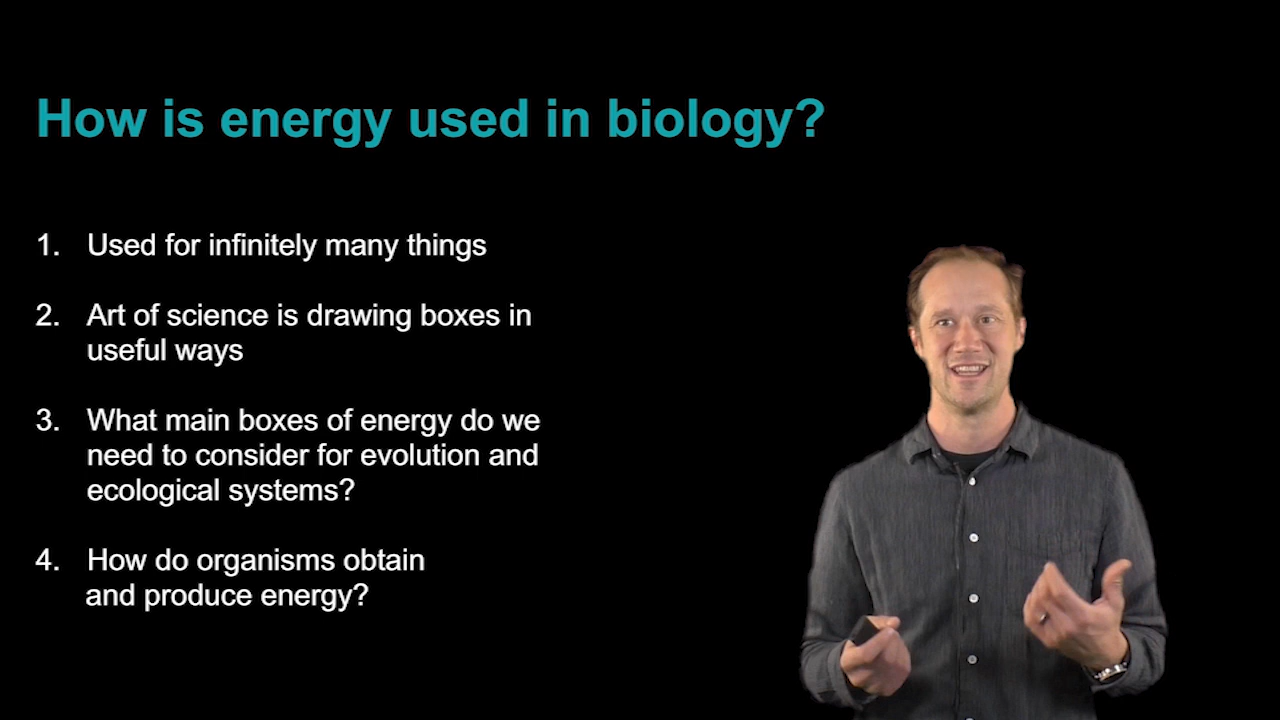 How is energy used in biology?
1. Used for infinitely many things
2. Art of science is drawing boxes in
useful ways
3. What main boxes of energy do we
need to consider for evolution and
ecological systems?
4. How do organisms obtain
and produce energy?